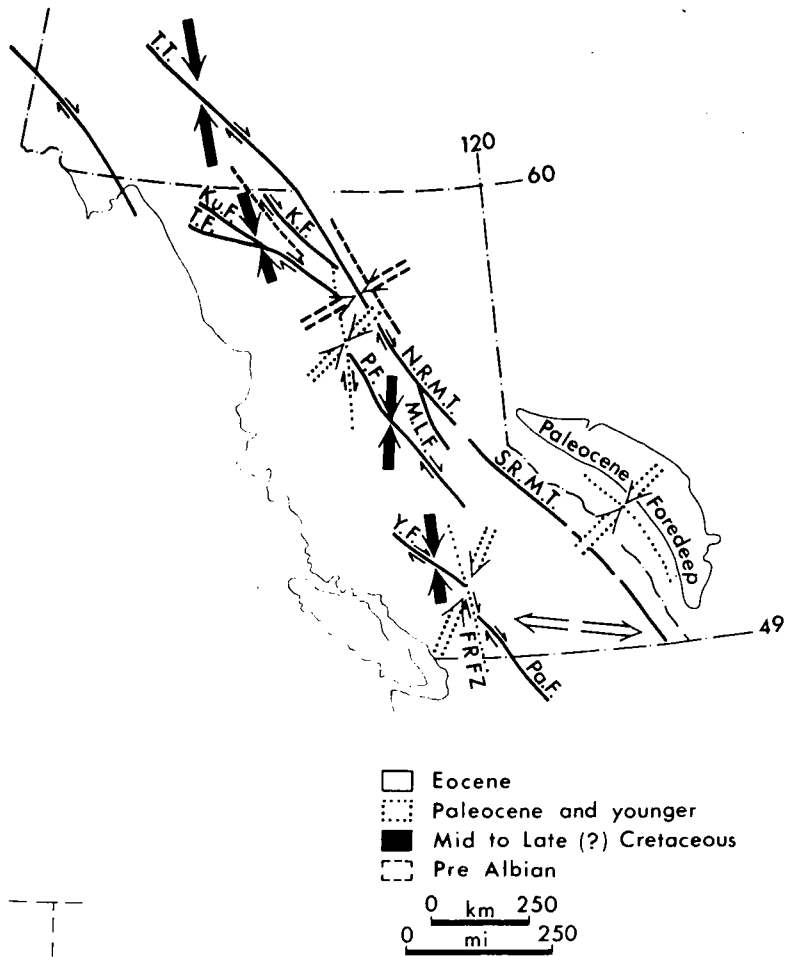 T.T.
120
60
Ku.F.
K.F.
T.F.
N.R.M.T.
P.F.
M.L.F.
S.R.M.T.
Paleocene Foredeep
Y.F.
F R F Z
Pa.F.
49
Eocene
Paleocene and younger
Mid to Late (?) Cretaceous
Pre Albian
0 km 250
0 mi 250